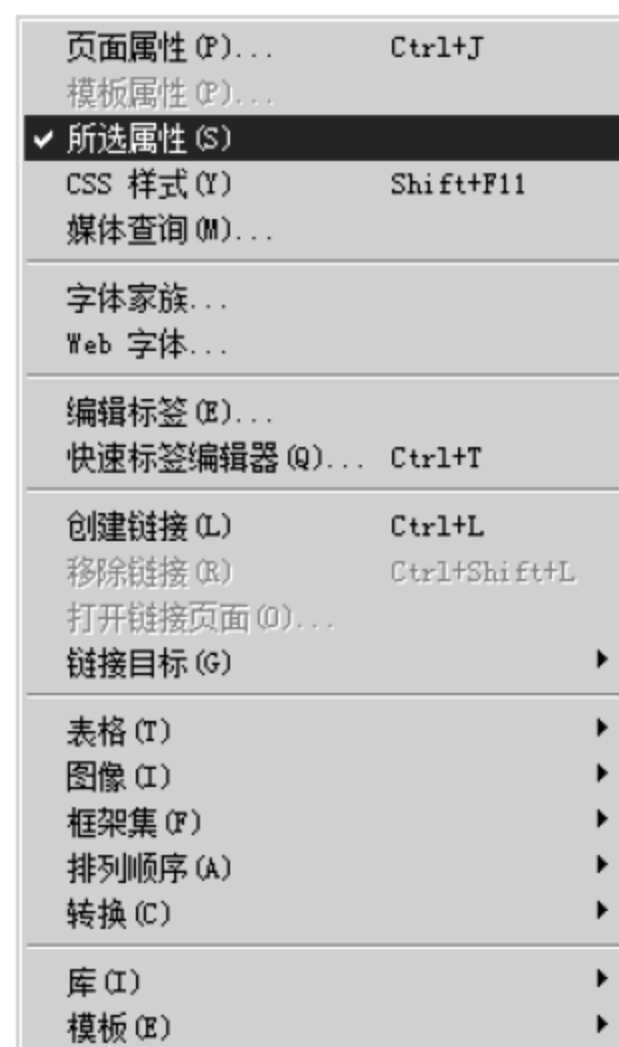 页面属性(P)... Ctrl+J
模板属性(P)...
✓ 所选属性(S)
CSS 样式(Y) Shift+F11
媒体查询(M)...
字体家族...
Web 字体...
编辑标签(E)...
快速标签编辑器(Q)... Ctrl+T
创建链接(L) Ctrl+L
移除链接(R) Ctrl+Shift+L
打开链接页面(O)...
链接目标(G)
表格(T)
图像(I)
框架集(F)
排列顺序(A)
转换(C)
库(I)
模板(E)